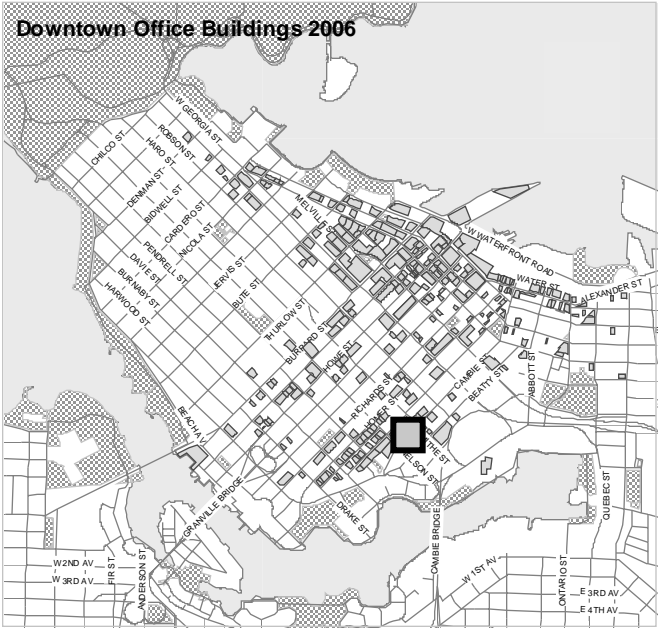 Downtown Office Buildings 2006
W GEORGIA ST
ROBSON ST
CHILCO ST
HARO ST
DENMAN ST
BIDWELL ST
CARDERO ST
NICOLA ST
PENDRELL ST
DAVIE ST
BURNABY ST
HARWOOD ST
JERVIS ST
BUTE ST
MELVILLE ST
W WATERFRONT ROAD
WATER ST
ALEXANDER ST
THURLOW ST
BURRARD ST
HOWE ST
CAMBIE ST
BEATTY ST
ABBOTT ST
RICHARDS ST
HOMER ST
BEACH AV
NELSON ST
GRANVILLE BRIDGE
DRAKE ST
QUEBEC ST
CAMBIE BRIDGE
W 2ND AV
W 3RD AV
FIR ST
ANDERSON ST
W 1ST AV
ONTARIO ST
E 3RD AV
E 4TH AV